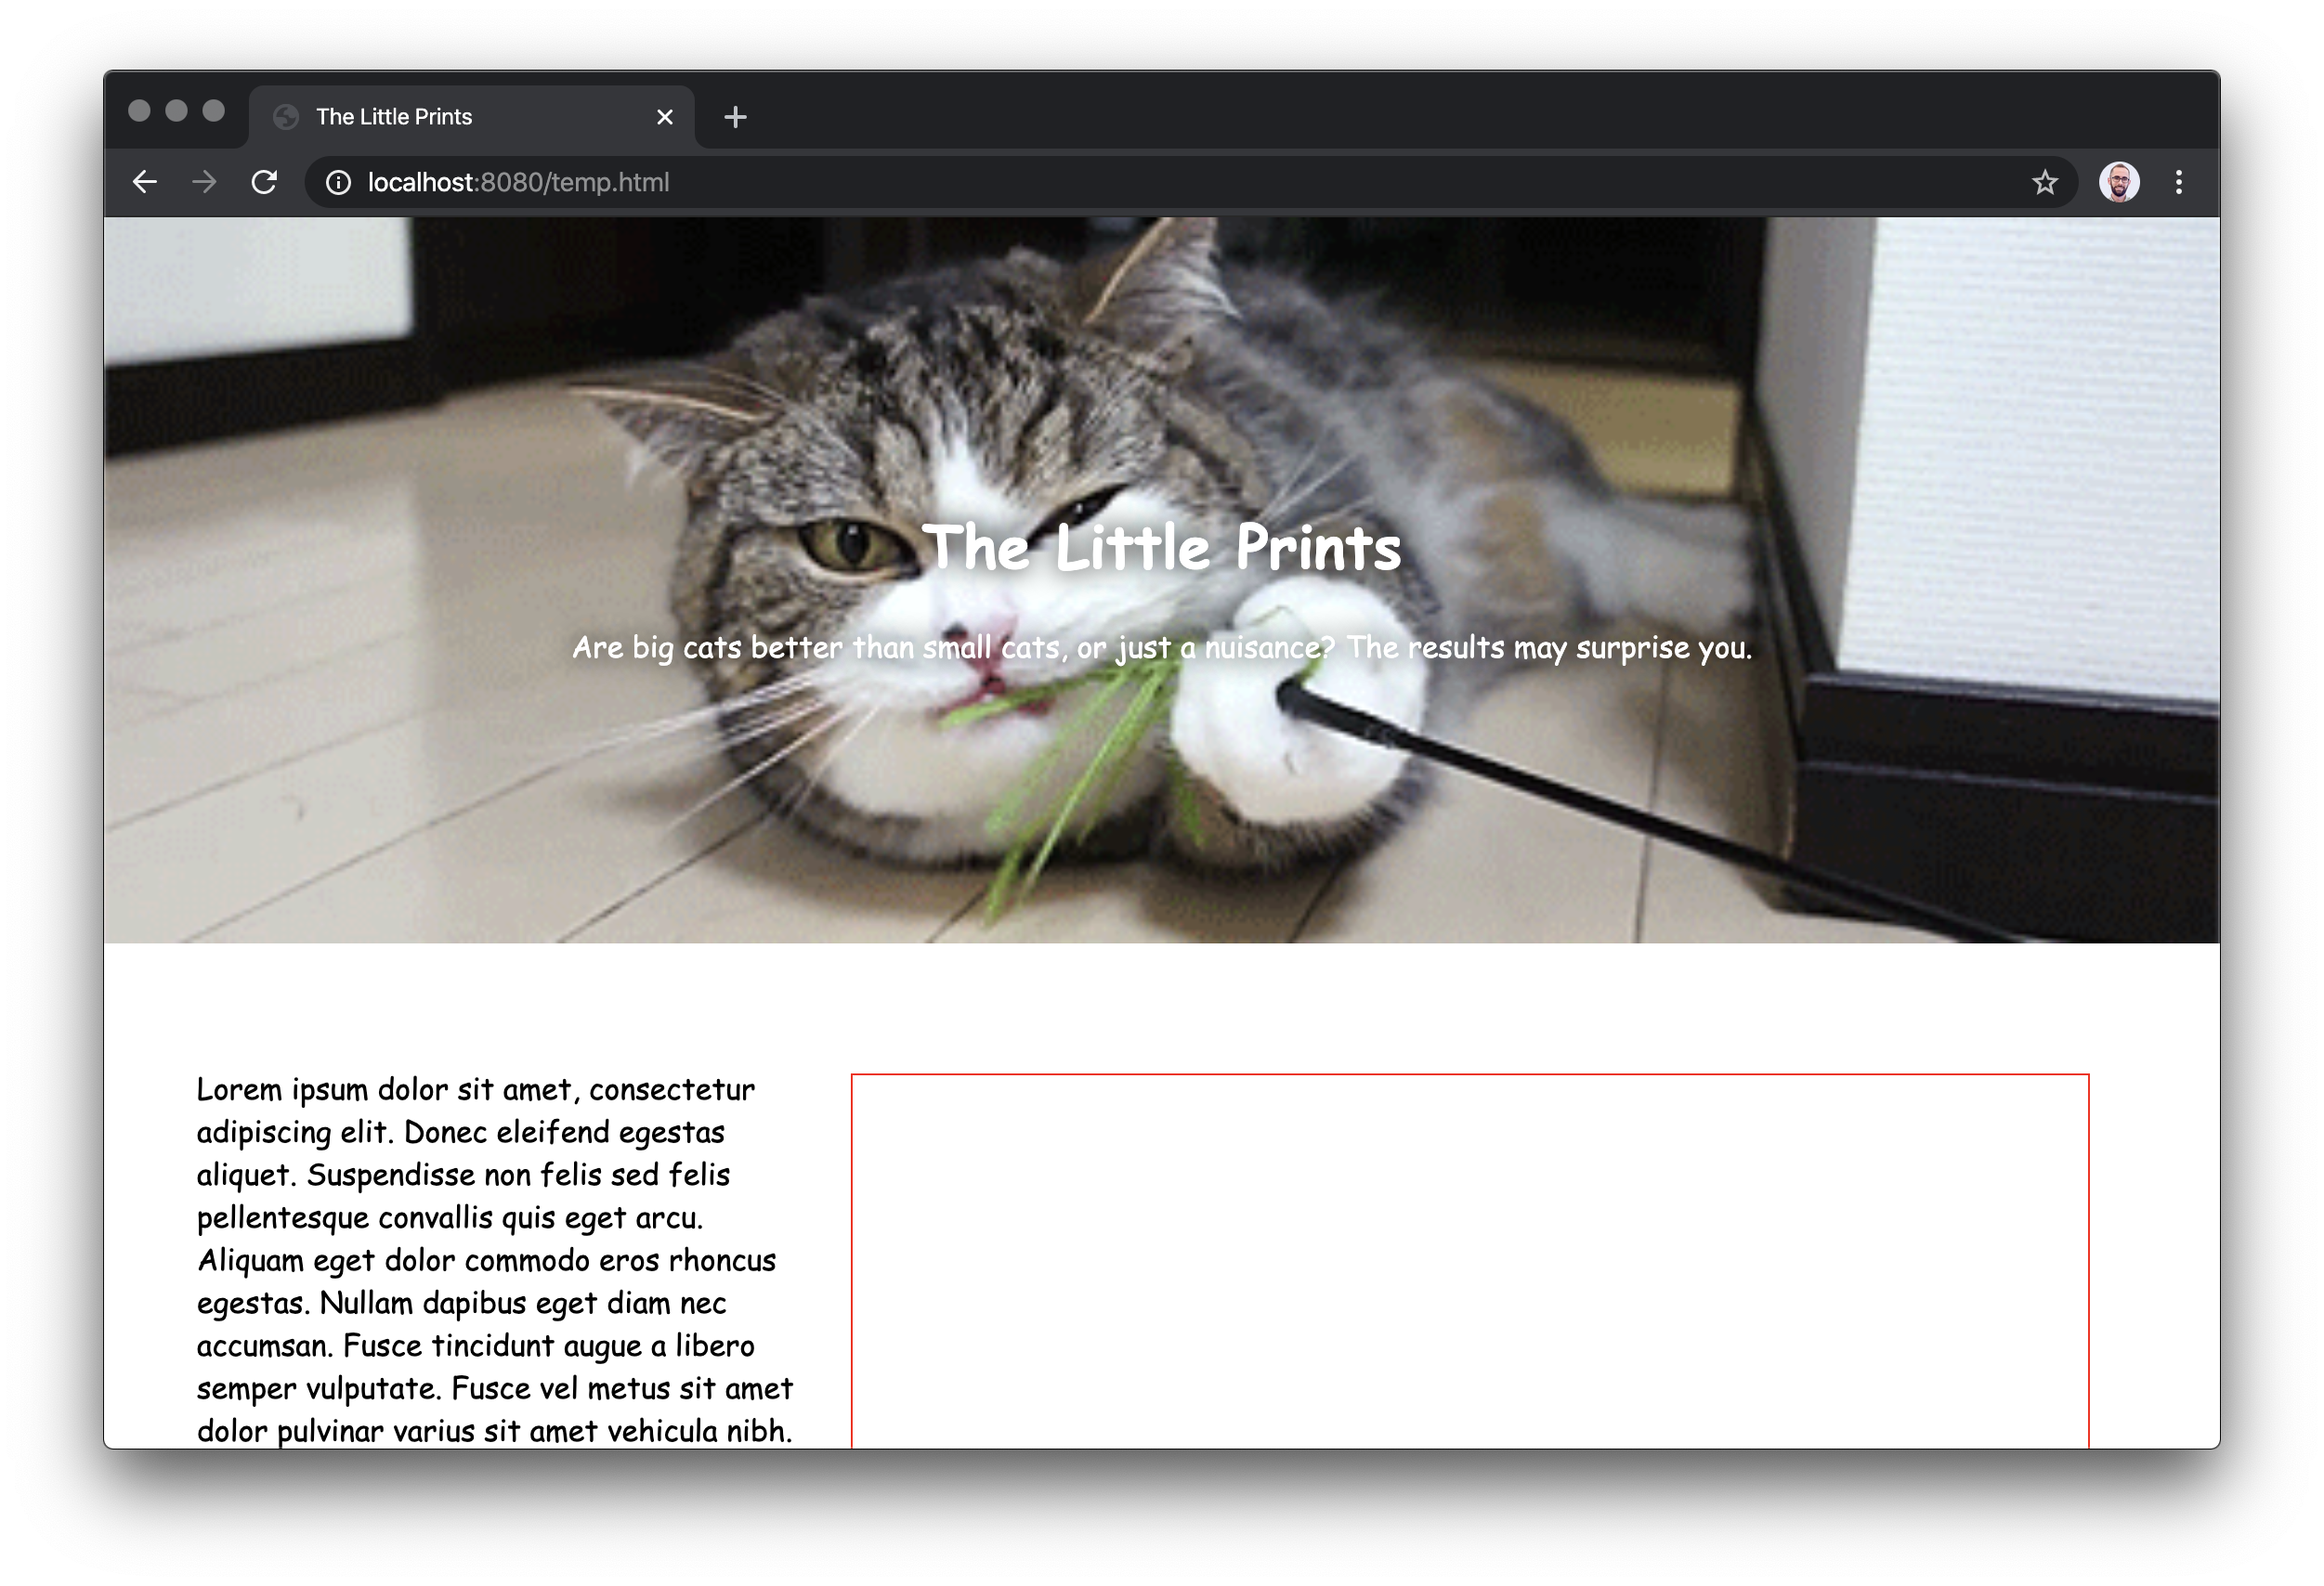 The Little Prints
localhost:8080/temp.html
The Little Prints
Are big cats better than small cats, or just a nuisance? The results may surprise you.
Lorem ipsum dolor sit amet, consectetur
adipiscing elit. Donec eleifend egestas
aliquet. Suspendisse non felis sed felis
pellentesque convallis quis eget arcu.
Aliquam eget dolor commodo eros rhoncus
egestas. Nullam dapibus eget diam nec
accumsan. Fusce tincidunt augue a libero
semper vulputate. Fusce vel metus sit amet
dolor pulvinar varius sit amet vehicula nibh.